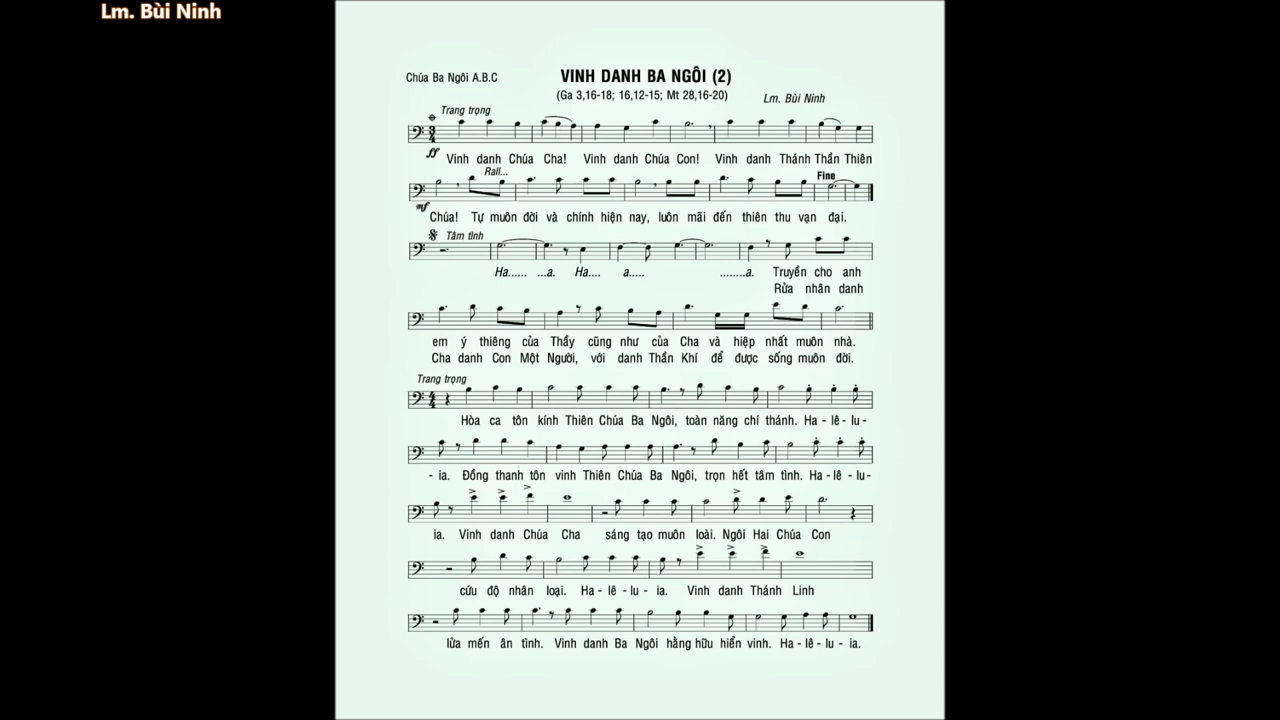 Lm. Bùi Ninh
Chúa Ba Ngôi A.B.C
VINH DANH BA NGÔI (2)
(Ga 3,16-18; 16,12-15; Mt 28,16-20)
Lm. Bùi Ninh
Trang trọng
ff Vinh danh Chúa Cha! Vinh danh Chúa Con! Vinh danh Thánh Thần Thiên
Rall... Fine
mf Chúa! Tự muôn đời và chính hiện nay, luôn mãi đến thiên thu vạn đại.
Tâm tình
Ha...... ...a. Ha.... a..... ........a. Truyền cho anh
Rửa nhân danh
em ý thiêng của Thầy cũng như của Cha và hiệp nhất muôn nhà.
Cha danh Con Một Người, với danh Thần Khí để được sống muôn đời.
Trang trọng
Hòa ca tôn kính Thiên Chúa Ba Ngôi, toàn năng chí thánh. Ha - lê - lu -
- ia. Đồng thanh tôn vinh Thiên Chúa Ba Ngôi, trọn hết tâm tình. Ha - lê - lu -
ia. Vinh danh Chúa Cha sáng tạo muôn loài. Ngôi Hai Chúa Con
cứu độ nhân loại. Ha - lê - lu - ia. Vinh danh Thánh Linh
lửa mến ân tình. Vinh danh Ba Ngôi hằng hữu hiển vinh. Ha - lê - lu - ia.